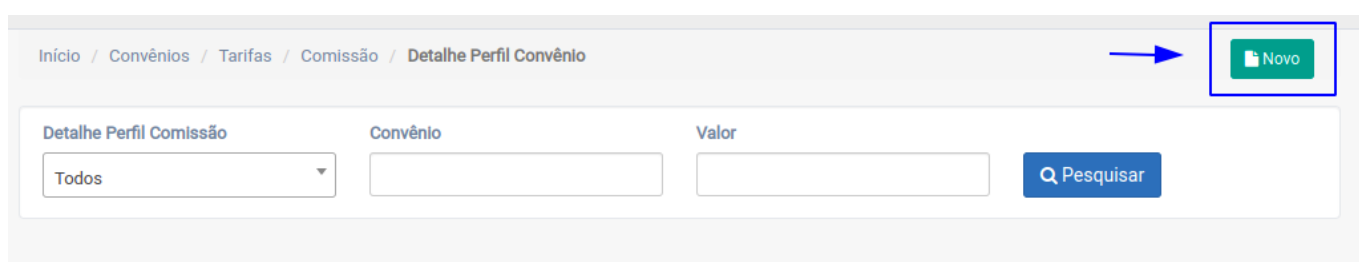 Início / Convênios / Tarifas / Comissão / Detalhe Perfil Convênio
Novo
Detalhe Perfil Comissão
Convênio
Valor
Todos
Pesquisar